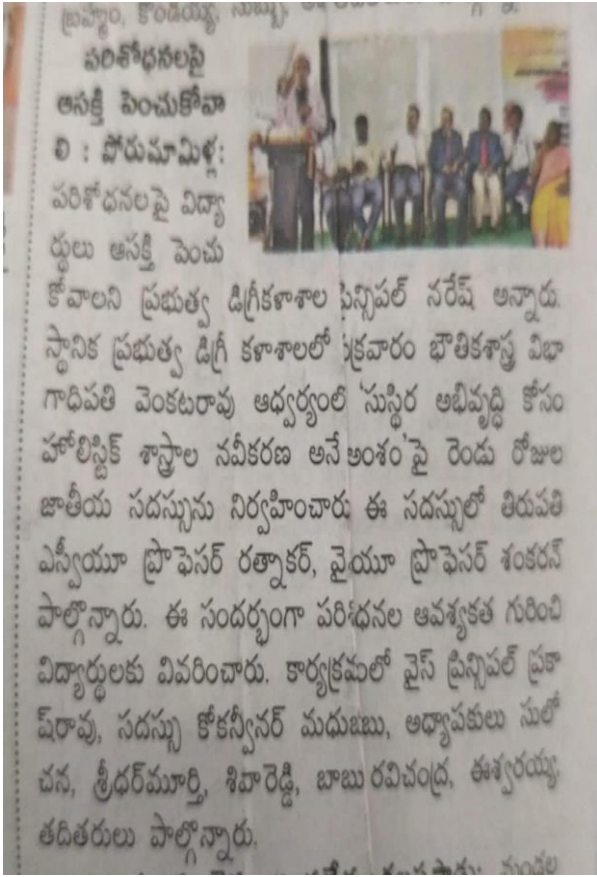 బ్రహ్మం, కొండయ్య, సుబ్బు,
పరిశోధనలపై
ఆసక్తి పెంచుకోవా
లి : పోరుమామిళ్ల:
పరిశోధనలపై విద్యా
ర్థులు ఆసక్తి పెంచు
కోవాలని ప్రభుత్వ డిగ్రీకళాశాల ప్రిన్సిపల్ నరేష్ అన్నారు.
స్థానిక ప్రభుత్వ డిగ్రీ కళాశాలలో శుక్రవారం భౌతికశాస్త్ర విభా
గాధిపతి వెంకటరావు ఆధ్వర్యంలో 'సుస్థిర అభివృద్ధి కోసం
హోలిస్టిక్ శాస్త్రాల నవీకరణ అనే అంశం'పై రెండు రోజుల
జాతీయ సదస్సును నిర్వహించారు. ఈ సదస్సులో తిరుపతి
ఎస్వీయూ ప్రొఫెసర్ రత్నాకర్, వైయూ ప్రొఫెసర్ శంకరన్
పాల్గొన్నారు. ఈ సందర్భంగా పరిశోధనల ఆవశ్యకత గురించి
విద్యార్థులకు వివరించారు. కార్యక్రమంలో వైస్ ప్రిన్సిపల్ ప్రకా
ష్‌రావు, సదస్సు కోకన్వీనర్ మధుబాబు, అధ్యాపకులు సులో
చన, శ్రీధర్‌మూర్తి, శివారెడ్డి, బాబు రవిచంద్ర, ఈశ్వరయ్య,
తదితరులు పాల్గొన్నారు.